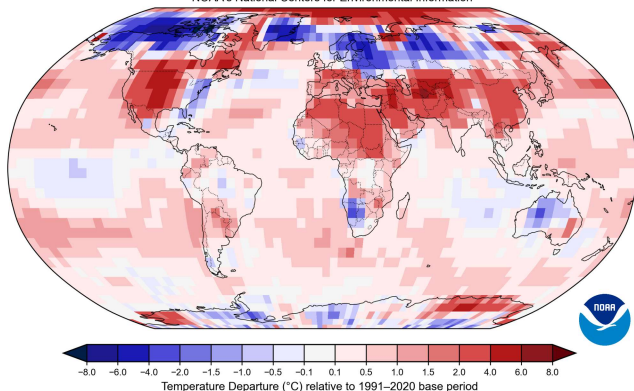 NOAA's National Centers for Environmental Information
NOAA
−8.0 −6.0 −4.0 −2.0 −1.5 −1.0 −0.5 −0.1 0.1 0.5 1.0 1.5 2.0 4.0 6.0 8.0
Temperature Departure (°C) relative to 1991–2020 base period